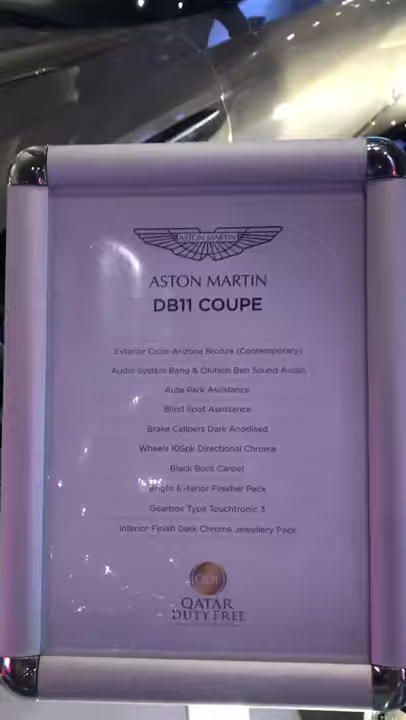 ASTON MARTIN
ASTON MARTIN
DB11 COUPE
Exterior Color Arizona Bronze (Contemporary)
Audio System Bang & Olufsen Beo Sound Audio
Auto Park Assistance
Blind Spot Assistance
Brake Callpers Dark Anodised
Wheels 10Spk Directional Chrome
Black Boot Carpet
Bright Exterior Finisher Pack
Gearbox Type Touchtronic 3
Interior Finish Dark Chrome Jewellery Pack
QDF
QATAR
DUTY FREE